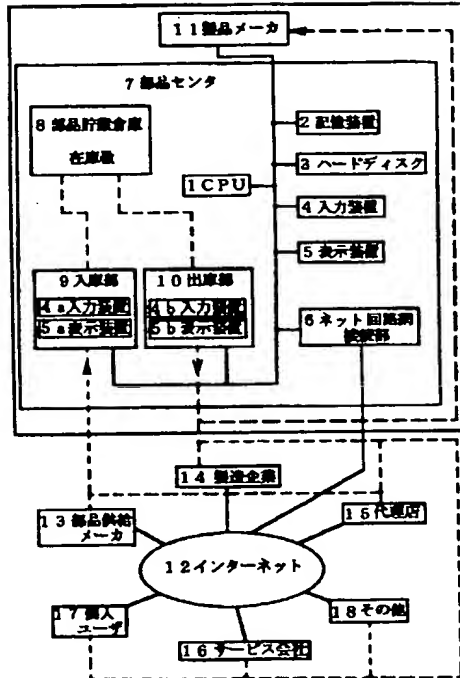 11製品メーカ
7部品センタ
8部品貯蔵倉庫
在庫数
2記憶装置
3ハードディスク
1CPU
4入力装置
5表示装置
9入庫部
4a入力装置
5a表示装置
10出庫部
4b入力装置
5b表示装置
6ネット回路網
接続部
14製造企業
13部品供給
メーカ
15代理店
12インターネット
17個人
ユーザ
18その他
16サービス会社